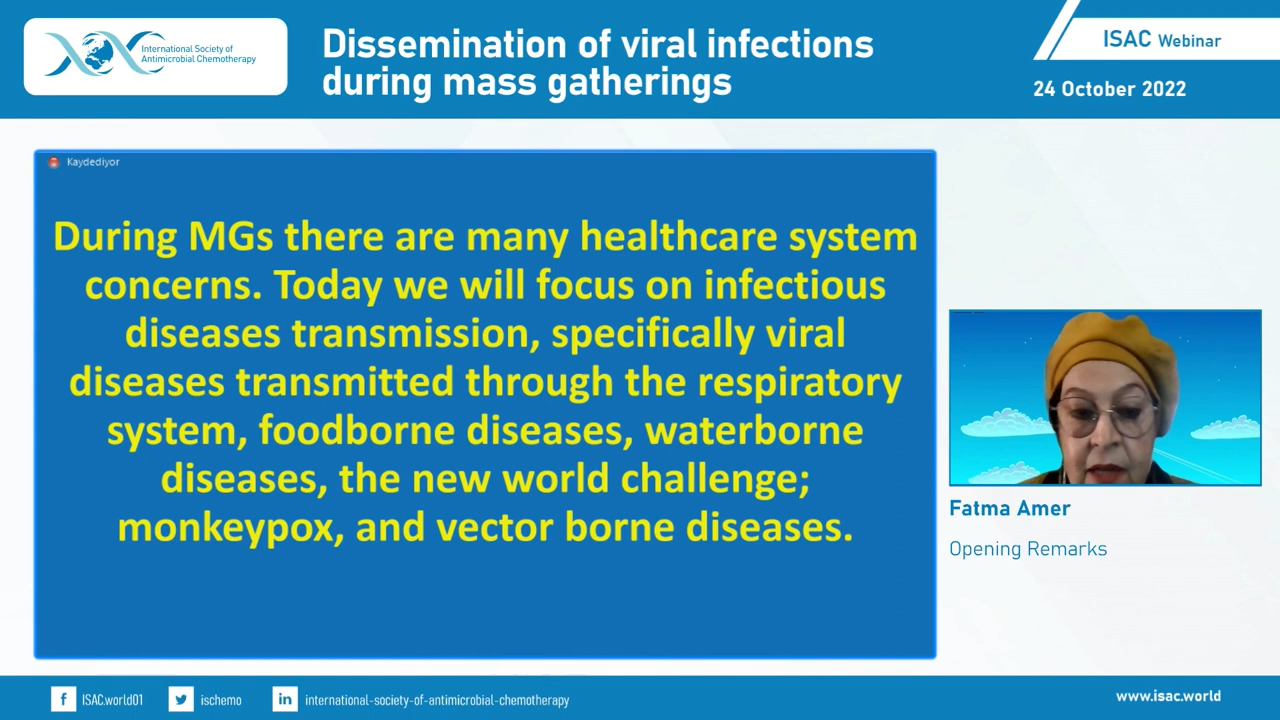 International Society of
Antimicrobial Chemotherapy
Dissemination of viral infections
during mass gatherings
ISAC Webinar
24 October 2022
Kaydediyor
During MGs there are many healthcare system
concerns. Today we will focus on infectious
diseases transmission, specifically viral
diseases transmitted through the respiratory
system, foodborne diseases, waterborne
diseases, the new world challenge;
monkeypox, and vector borne diseases.
Fatma Amer
Opening Remarks
f ISAC.world01
ischemo
in international-society-of-antimicrobial-chemotherapy
www.isac.world